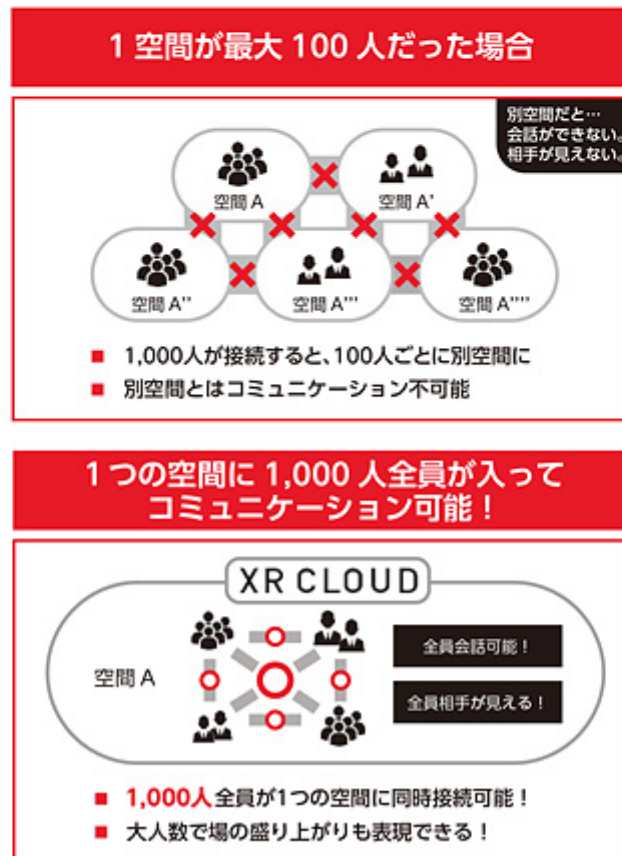 1 空間が最大 100 人だった場合
別空間だと…
会話ができない。
相手が見えない。
空間 A
空間 A'
空間 A''
空間 A'''
空間 A''''
■ 1,000人が接続すると、100人ごとに別空間に
■ 別空間とはコミュニケーション不可能
1つの空間に 1,000 人全員が入って
コミュニケーション可能！
XR CLOUD
空間 A
全員会話可能！
全員相手が見える！
■ 1,000人全員が1つの空間に同時接続可能！
■ 大人数で場の盛り上がりも表現できる！